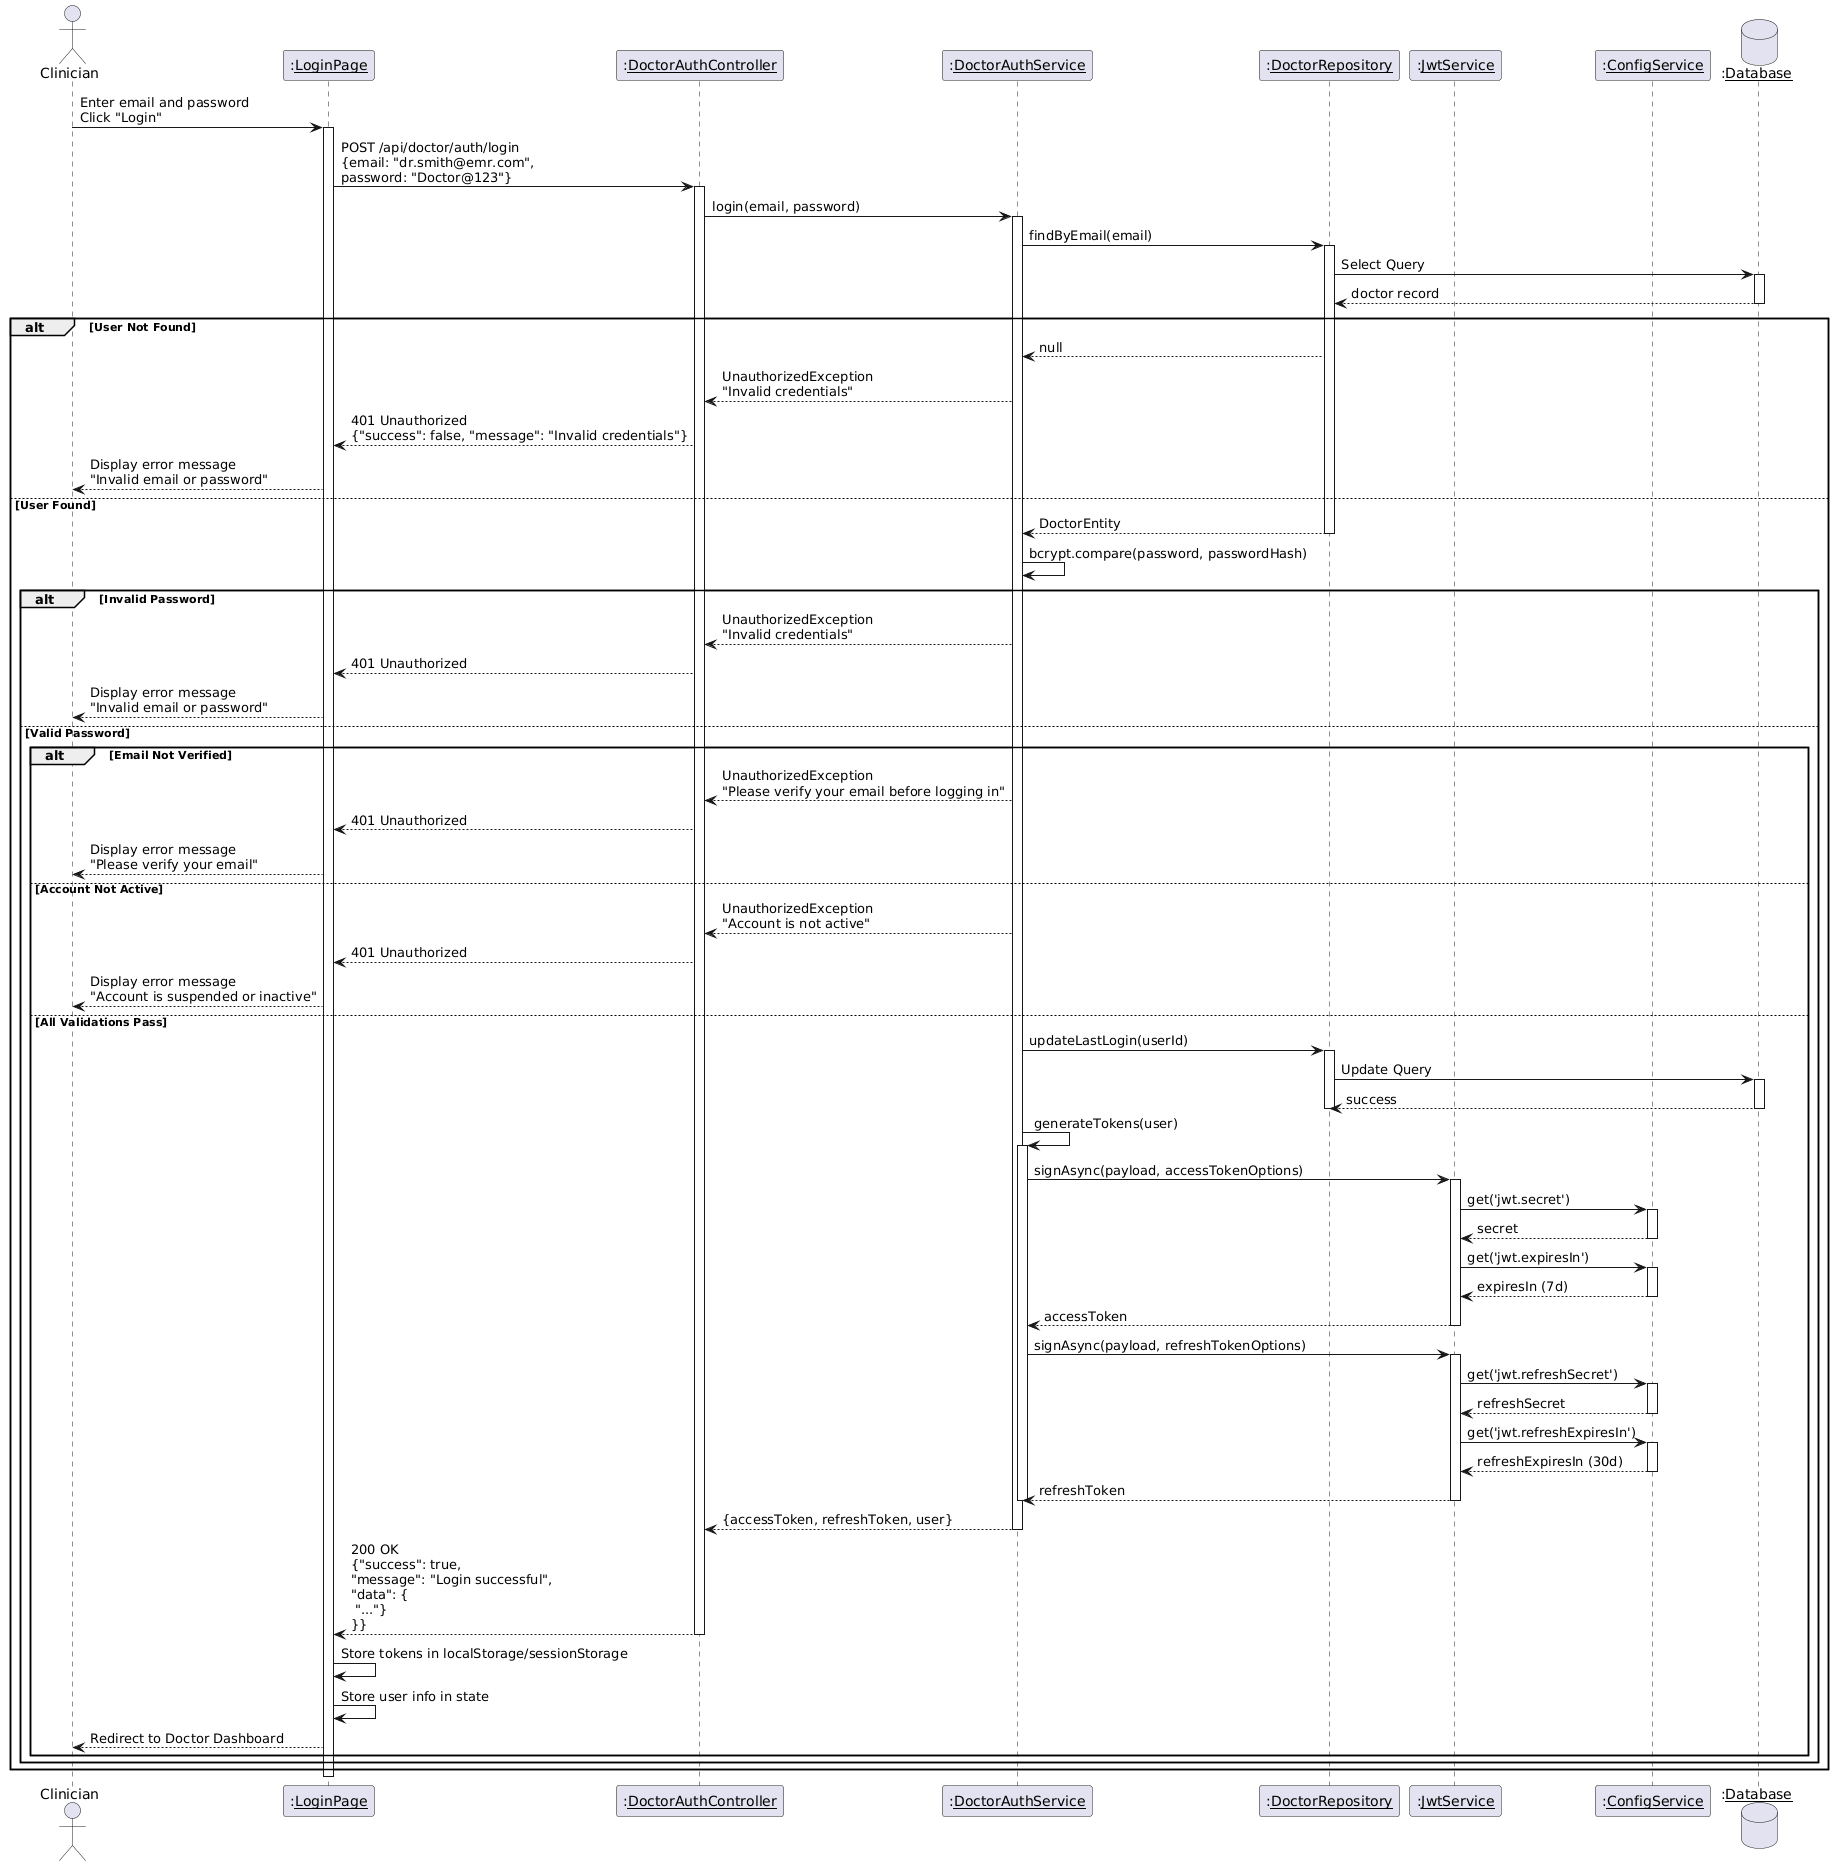 Clinician
:LoginPage
:DoctorAuthController
:DoctorAuthService
:DoctorRepository
:JwtService
:ConfigService
:Database
Enter email and password
Click "Login"
POST /api/doctor/auth/login
{email: "dr.smith@emr.com",
password: "Doctor@123"}
login(email, password)
findByEmail(email)
Select Query
doctor record
alt
[User Not Found]
null
UnauthorizedException
"Invalid credentials"
401 Unauthorized
{"success": false, "message": "Invalid credentials"}
Display error message
"Invalid email or password"
[User Found]
DoctorEntity
bcrypt.compare(password, passwordHash)
alt
[Invalid Password]
UnauthorizedException
"Invalid credentials"
401 Unauthorized
Display error message
"Invalid email or password"
[Valid Password]
alt
[Email Not Verified]
UnauthorizedException
"Please verify your email before logging in"
401 Unauthorized
Display error message
"Please verify your email"
[Account Not Active]
UnauthorizedException
"Account is not active"
401 Unauthorized
Display error message
"Account is suspended or inactive"
[All Validations Pass]
updateLastLogin(userId)
Update Query
success
generateTokens(user)
signAsync(payload, accessTokenOptions)
get('jwt.secret')
secret
get('jwt.expiresIn')
expiresIn (7d)
accessToken
signAsync(payload, refreshTokenOptions)
get('jwt.refreshSecret')
refreshSecret
get('jwt.refreshExpiresIn')
refreshExpiresIn (30d)
refreshToken
{accessToken, refreshToken, user}
200 OK
{"success": true,
"message": "Login successful",
"data": {
"..."}
}}
Store tokens in localStorage/sessionStorage
Store user info in state
Redirect to Doctor Dashboard
Clinician
:LoginPage
:DoctorAuthController
:DoctorAuthService
:DoctorRepository
:JwtService
:ConfigService
:Database